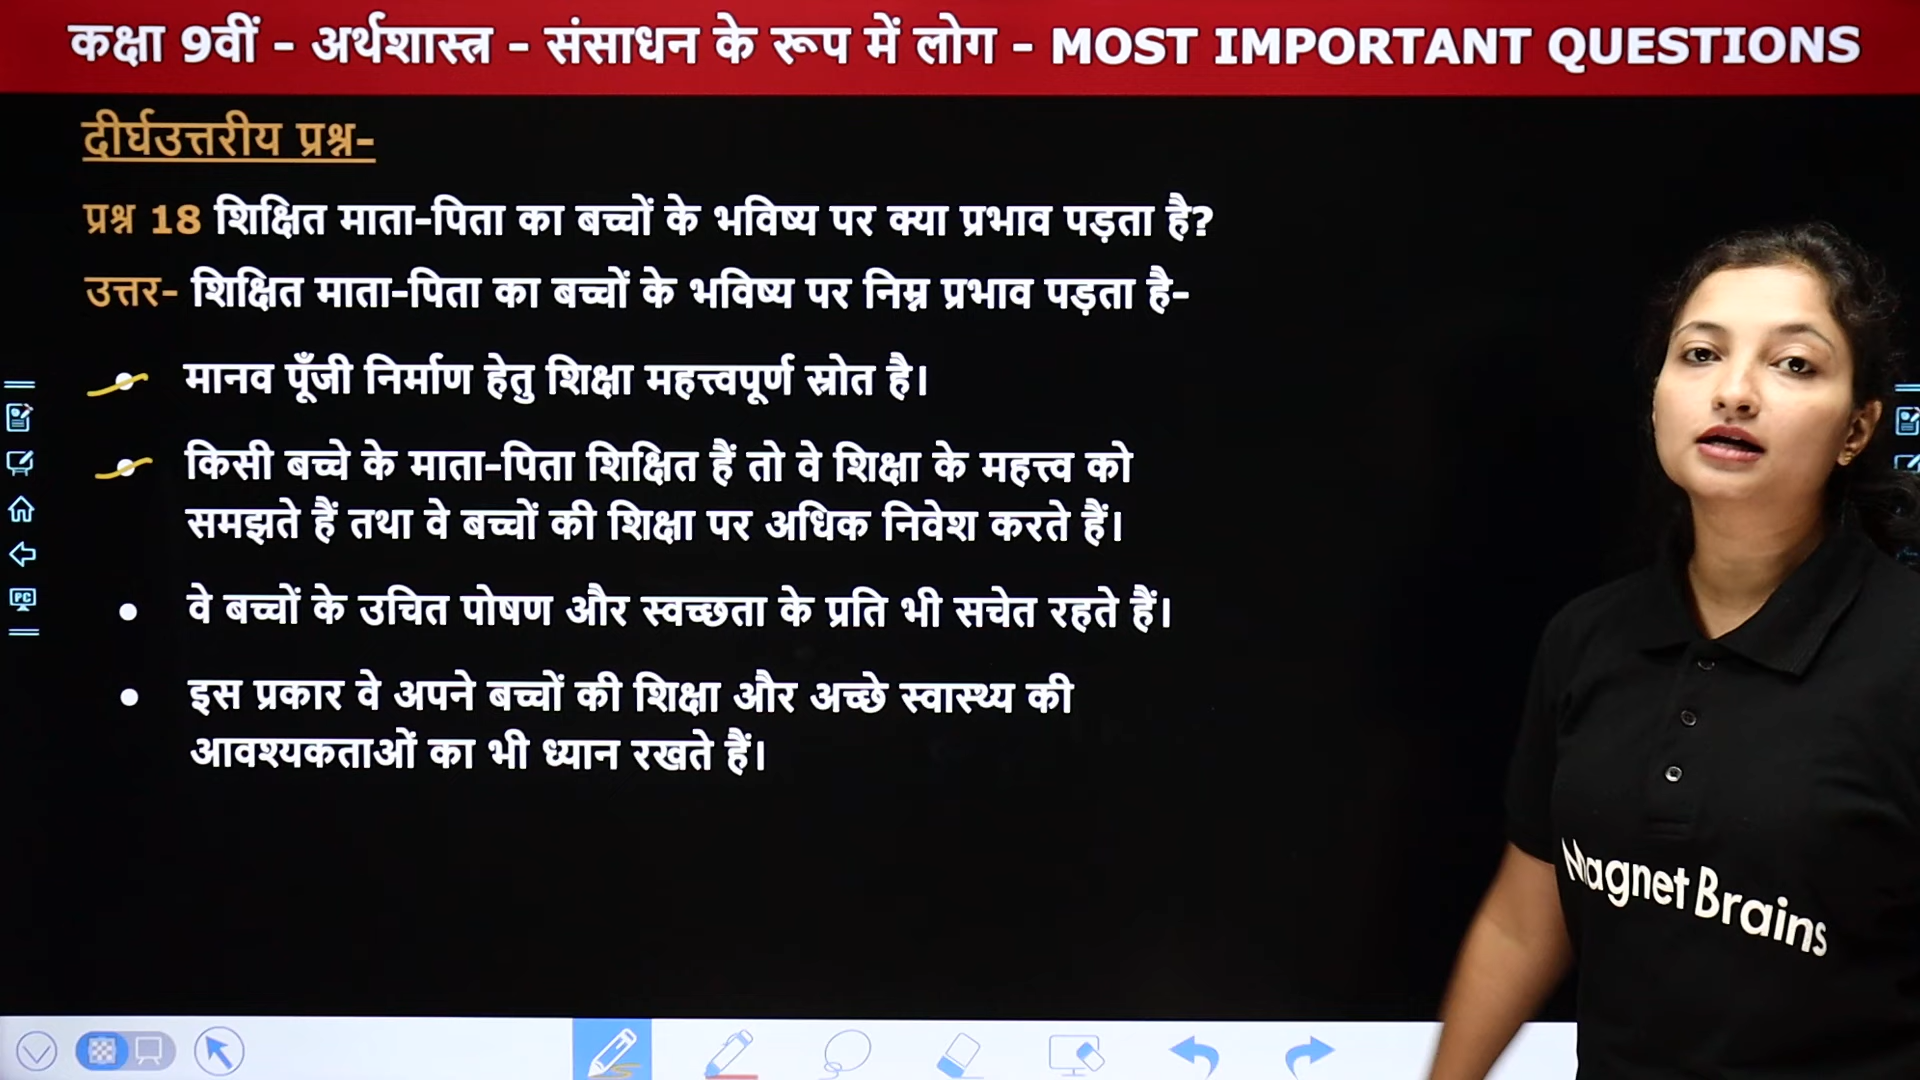 कक्षा 9वीं - अर्थशास्त्र - संसाधन के रूप में लोग - MOST IMPORTANT QUESTIONS
दीर्घउत्तरीय प्रश्न-
प्रश्न 18 शिक्षित माता-पिता का बच्चों के भविष्य पर क्या प्रभाव पड़ता है?
उत्तर- शिक्षित माता-पिता का बच्चों के भविष्य पर निम्न प्रभाव पड़ता है-
मानव पूँजी निर्माण हेतु शिक्षा महत्त्वपूर्ण स्रोत है।
किसी बच्चे के माता-पिता शिक्षित हैं तो वे शिक्षा के महत्त्व को
समझते हैं तथा वे बच्चों की शिक्षा पर अधिक निवेश करते हैं।
वे बच्चों के उचित पोषण और स्वच्छता के प्रति भी सचेत रहते हैं।
इस प्रकार वे अपने बच्चों की शिक्षा और अच्छे स्वास्थ्य की
आवश्यकताओं का भी ध्यान रखते हैं।
PC
Magnet Brains